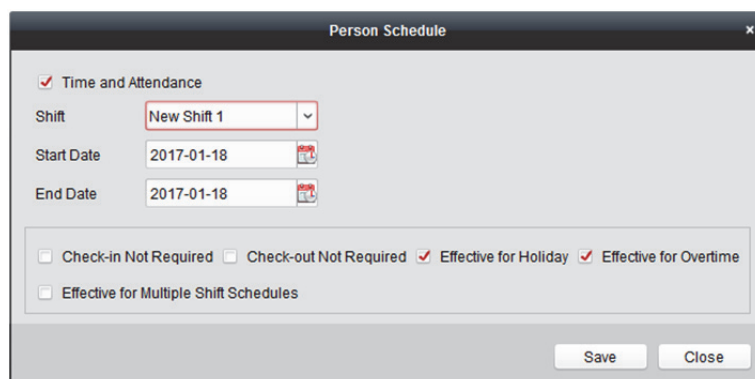 Person Schedule ×
Time and Attendance
Shift New Shift 1
Start Date 2017-01-18
End Date 2017-01-18
Check-in Not Required Check-out Not Required Effective for Holiday Effective for Overtime
Effective for Multiple Shift Schedules
Save Close